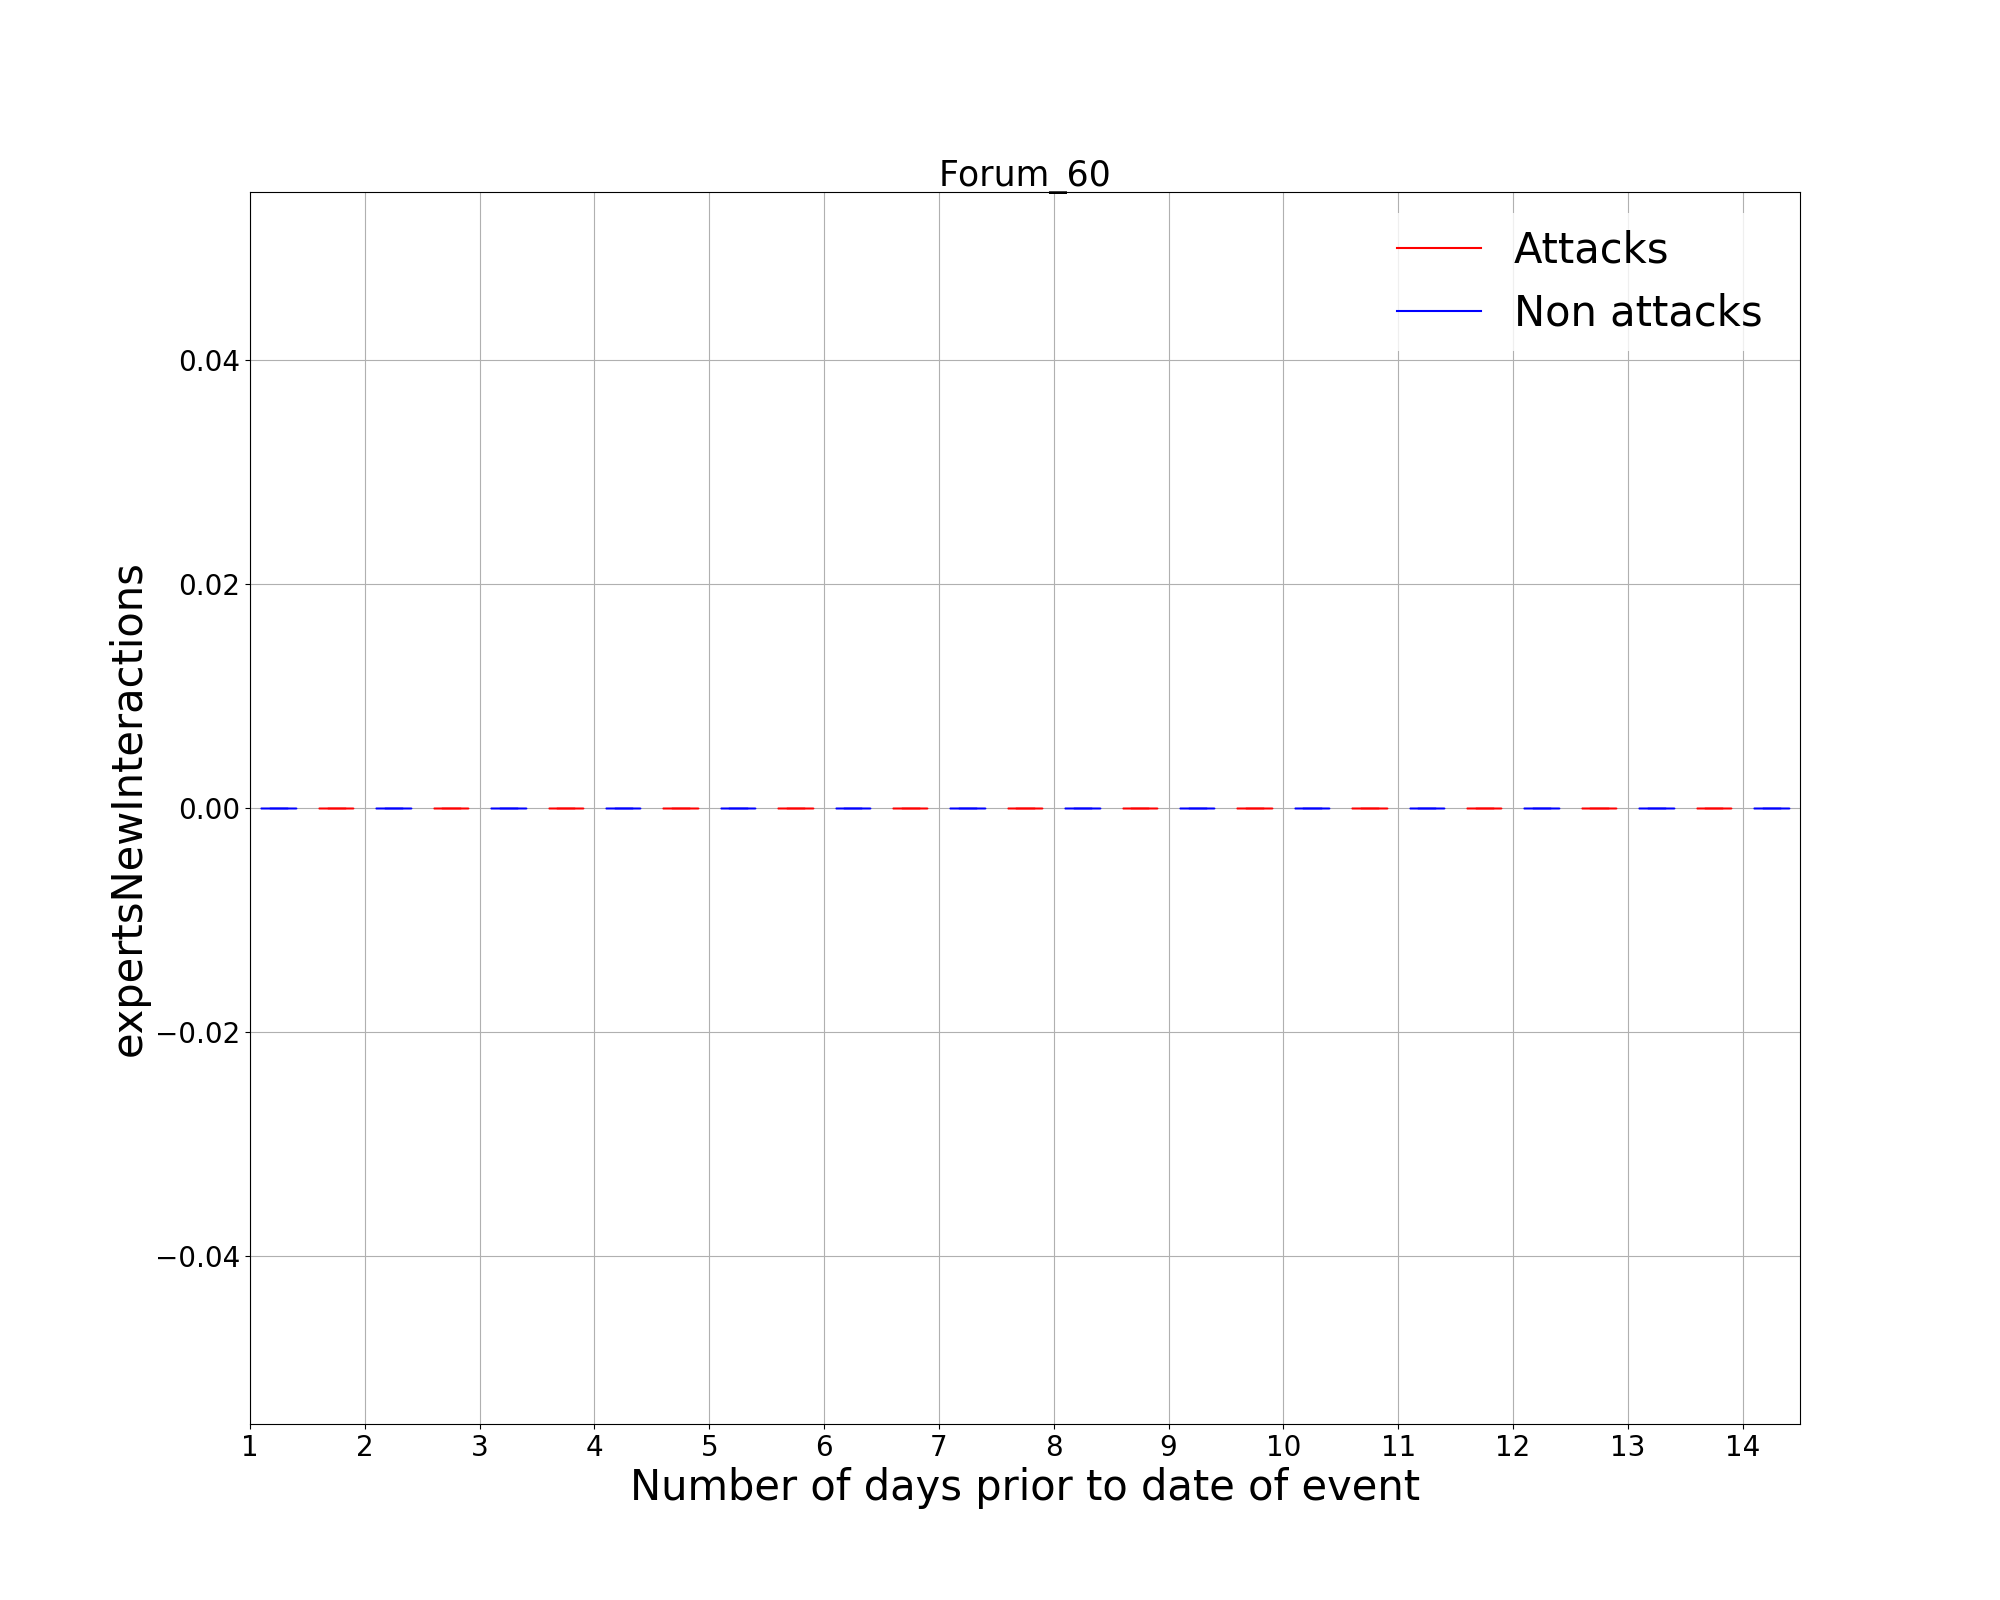 Forum_60
Attacks
Non attacks
expertsNewInteractions
0.04
0.02
0.00
−0.02
−0.04
1 2 3 4 5 6 7 8 9 10 11 12 13 14
Number of days prior to date of event